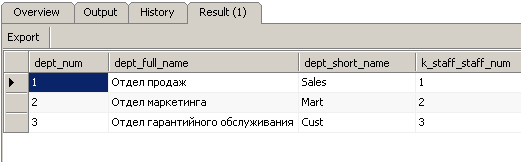 Overview Output History Result (1)
Export
dept_num dept_full_name dept_short_name k_staff_staff_num
1 Отдел продаж Sales 1
2 Отдел маркетинга Mart 2
3 Отдел гарантийного обслуживания Cust 3